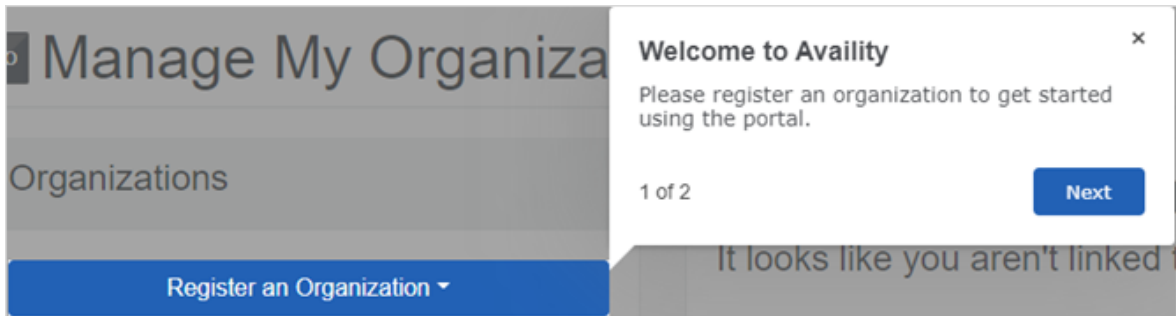 Manage My Organiza
Organizations
Register an Organization
Welcome to Availity
×
Please register an organization to get started
using the portal.
1 of 2
Next
It looks like you aren't linked t